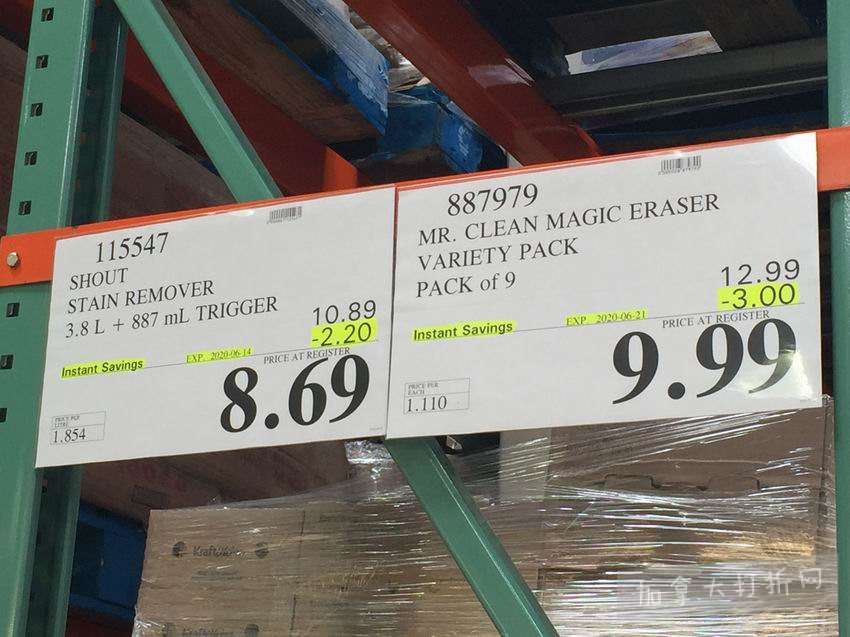 115547
SHOUT
STAIN REMOVER
3.8 L + 887 mL TRIGGER
10.89
-2.20
Instant Savings
EXP. 2020-06-14
PRICE AT REGISTER
8.69
PRICE PER
LITRE
1.854
887979
MR. CLEAN MAGIC ERASER
VARIETY PACK
PACK of 9
12.99
-3.00
Instant Savings
EXP. 2020-06-21
PRICE AT REGISTER
9.99
PRICE PER
EACH
1.110
加拿大打折网